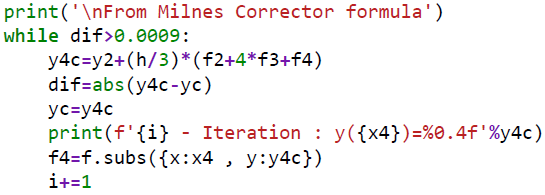 print('\nFrom Milnes Corrector formula')
while dif>0.0009:
    y4c=y2+(h/3)*(f2+4*f3+f4)
    dif=abs(y4c-yc)
    yc=y4c
    print(f'{i} - Iteration : y({x4})=%0.4f'%y4c)
    f4=f.subs({x:x4 , y:y4c})
    i+=1